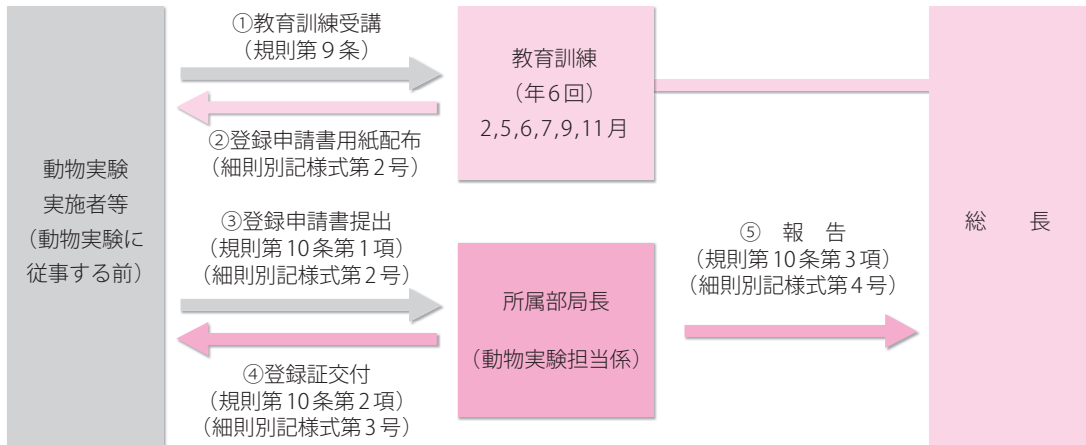 ①教育訓練受講
（規則第９条）
②登録申請書用紙配布
（細則別記様式第２号）
教育訓練
（年６回）
2,5,6,7,9,11月
動物実験
実施者等
（動物実験に
従事する前）
③登録申請書提出
（規則第10条第１項）
（細則別記様式第２号）
④登録証交付
（規則第10条第２項）
（細則別記様式第３号）
所属部局長
（動物実験担当係）
⑤　報　告
（規則第10条第３項）
（細則別記様式第４号）
総　　長